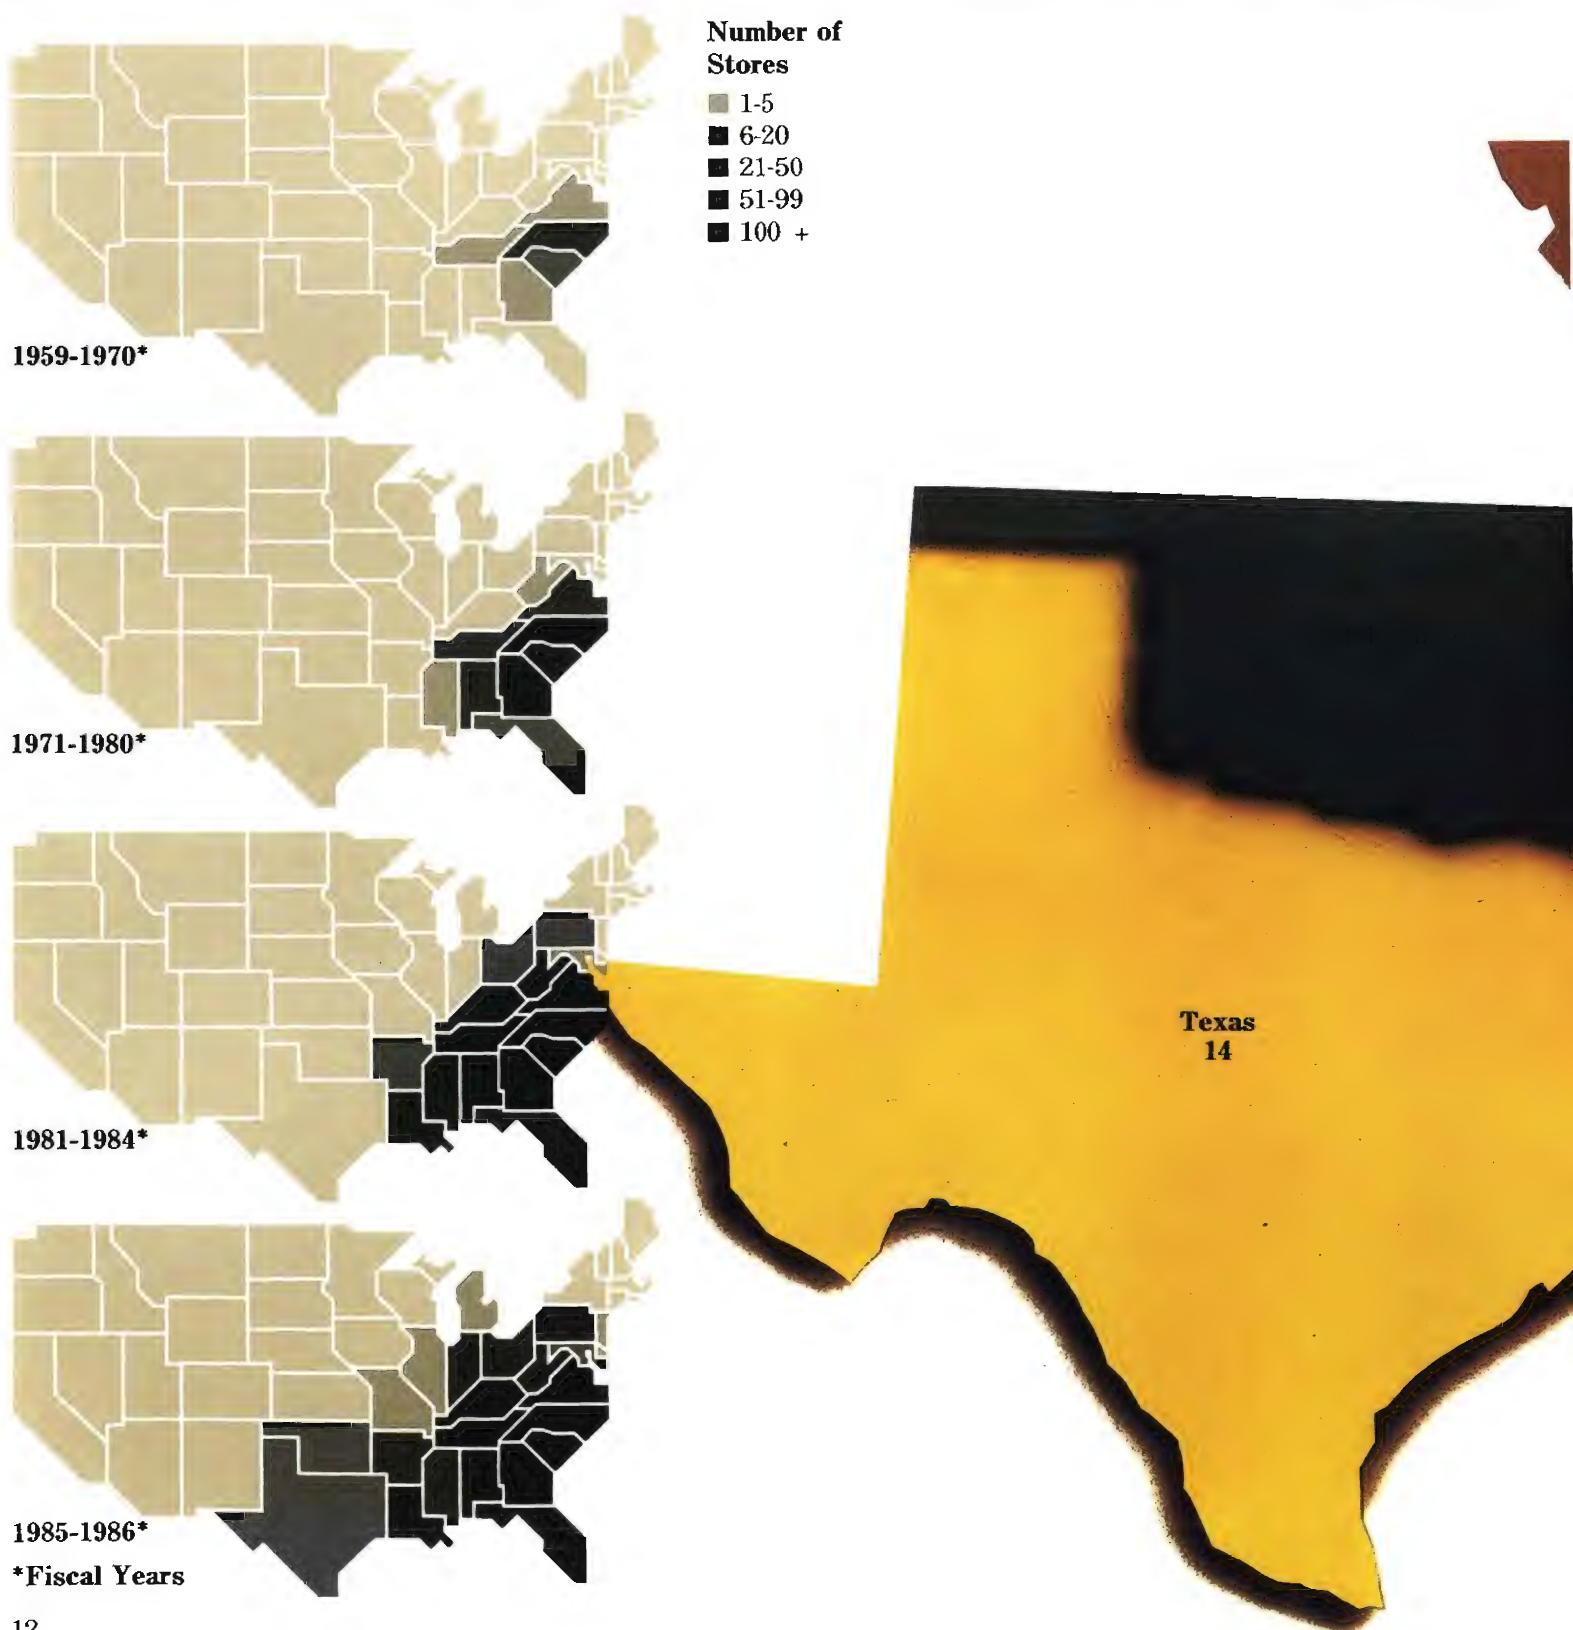 Number of
Stores
1-5
6-20
21-50
51-99
100 +
1959-1970*
1971-1980*
1981-1984*
1985-1986*
*Fiscal Years
12
Texas
14